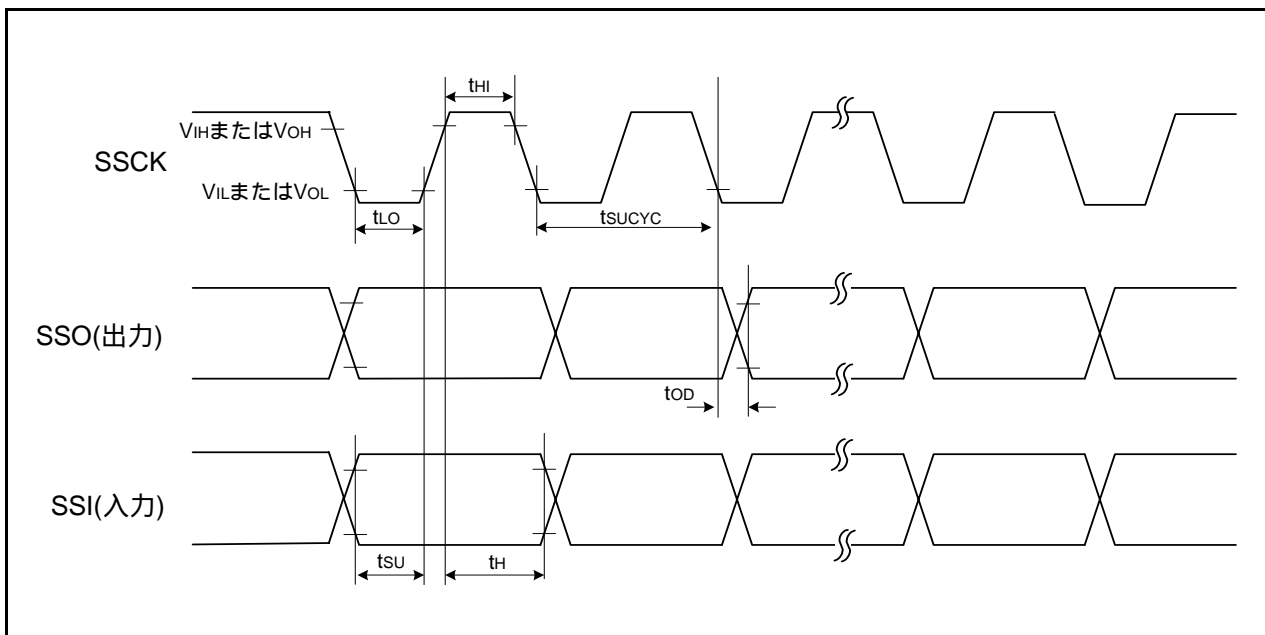 tHI
VIHまたはVOH
SSCK
VILまたはVOL
tLO
tSUCYC
SSO(出力)
tOD
SSI(入力)
tSU
tH